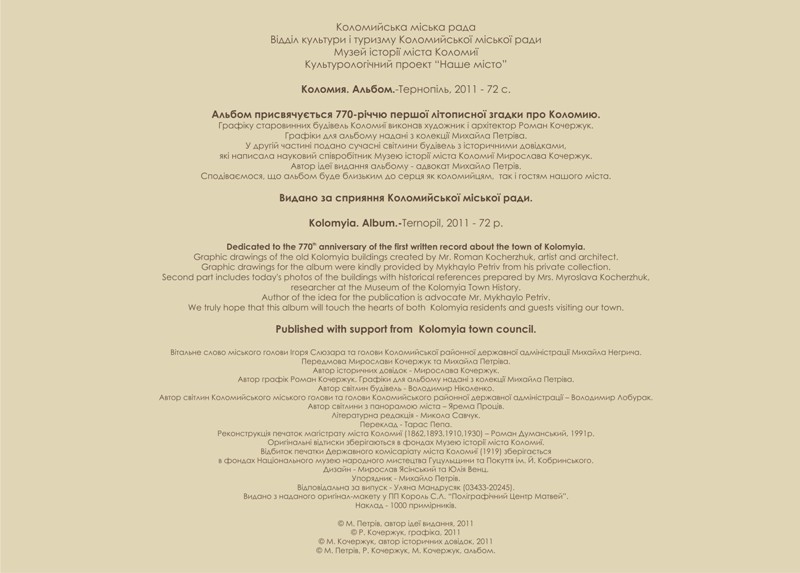 Коломийська міська рада
Відділ культури і туризму Коломийської міської ради
Музей історії міста Коломиї
Культурологічний проект “Наше місто”
Коломия. Альбом.-Тернопіль, 2011 - 72 с.
Альбом присвячується 770-річчю першої літописної згадки про Коломию.
Графіку старовинних будівель Коломиї виконав художник і архітектор Роман Кочержук.
Графіки для альбому надані з колекції Михайла Петріва.
У другій частині подано сучасні світлини будівель з історичними довідками,
які написала науковий співробітник Музею історії міста Коломиї Мирослава Кочержук.
Автор ідеї видання альбому - адвокат Михайло Петрів.
Сподіваємося, що альбом буде близьким до серця як коломийцям, так і гостям нашого міста.
Видано за сприяння Коломийської міської ради.
Kolomyia. Album.-Ternopil, 2011 - 72 p.
Dedicated to the 770th anniversary of the first written record about the town of Kolomyia.
Graphic drawings of the old Kolomyia buildings created by Mr. Roman Kocherzhuk, artist and architect.
Graphic drawings for the album were kindly provided by Mykhaylo Petriv from his private collection.
Second part includes today's photos of the buildings with historical references prepared by Mrs. Myroslava Kocherzhuk,
researcher at the Museum of the Kolomyia Town History.
Author of the idea for the publication is advocate Mr. Mykhaylo Petriv.
We truly hope that this album will touch the hearts of both Kolomyia residents and guests visiting our town.
Published with support from Kolomyia town council.
Вітальне слово міського голови Ігоря Слюзара та голови Коломийської районної державної адміністрації Михайла Негрича.
Передмова Мирослави Кочержук та Михайла Петріва.
Автор історичних довідок - Мирослава Кочержук.
Автор графік Роман Кочержук. Графіки для альбому надані з колекції Михайла Петріва.
Автор світлин будівель - Володимир Ніколенко.
Автор світлин Коломийського міського голови та голови Коломийського районної державної адміністрації – Володимир Лобурак.
Автор світлини з панорамою міста – Ярема Проців.
Літературна редакція - Микола Савчук.
Переклад - Тарас Пепа.
Реконструкція печаток магістрату міста Коломиї (1862,1893,1910,1930) – Роман Думанський, 1991р.
Оригінальні відтиски зберігаються в фондах Музею історії міста Коломиї.
Відбиток печатки Державного комісаріату міста Коломиї (1919) зберігається
в фондах Національного музею народного мистецтва Гуцульщини та Покуття ім. Й. Кобринського.
Дизайн - Мирослав Ясінський та Юлія Венц.
Упорядник - Михайло Петрів.
Відповідальна за випуск - Уляна Мандрусяк (03433-20245).
Видано з наданого оригінал-макету у ПП Король С.Л. “Поліграфічний Центр Матвей”.
Наклад - 1000 примірників.
© М. Петрів, автор ідеї видання, 2011
© Р. Кочержук, графіка, 2011
© М. Кочержук, автор історичних довідок, 2011
© М. Петрів, Р. Кочержук, М. Кочержук, альбом.